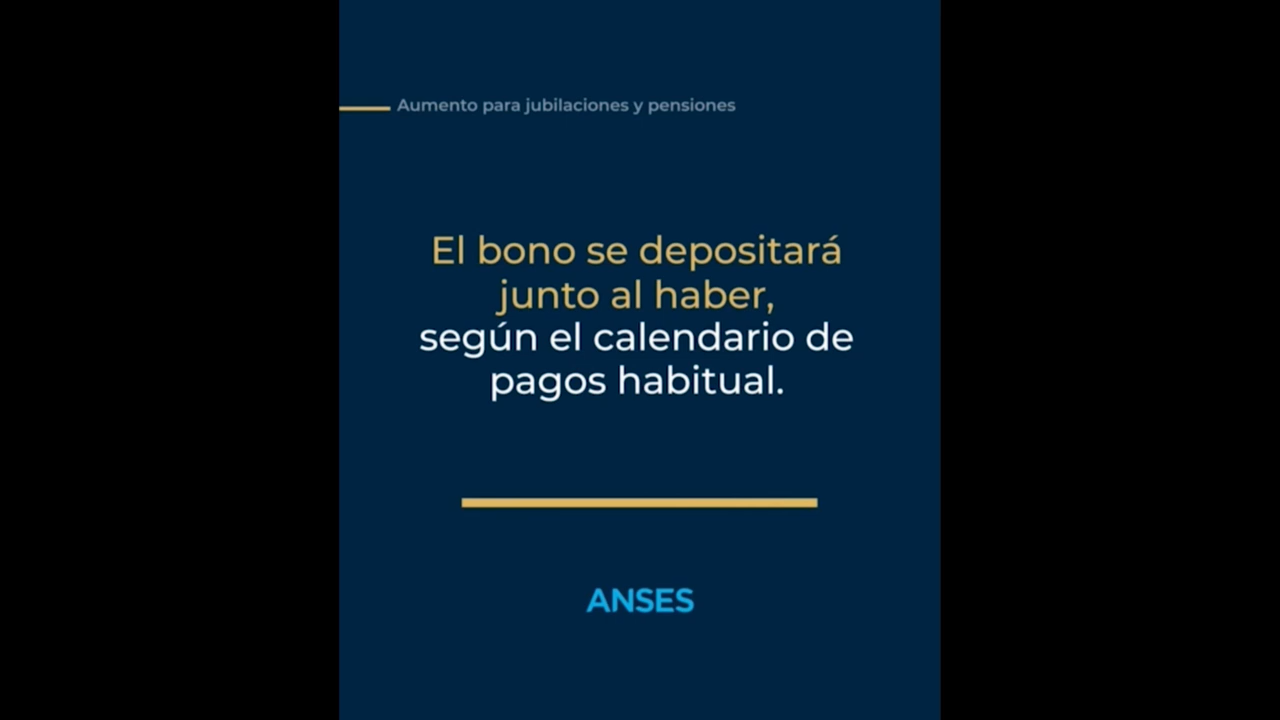 Aumento para jubilaciones y pensiones
El bono se depositará
junto al haber,
según el calendario de
pagos habitual.
ANSES